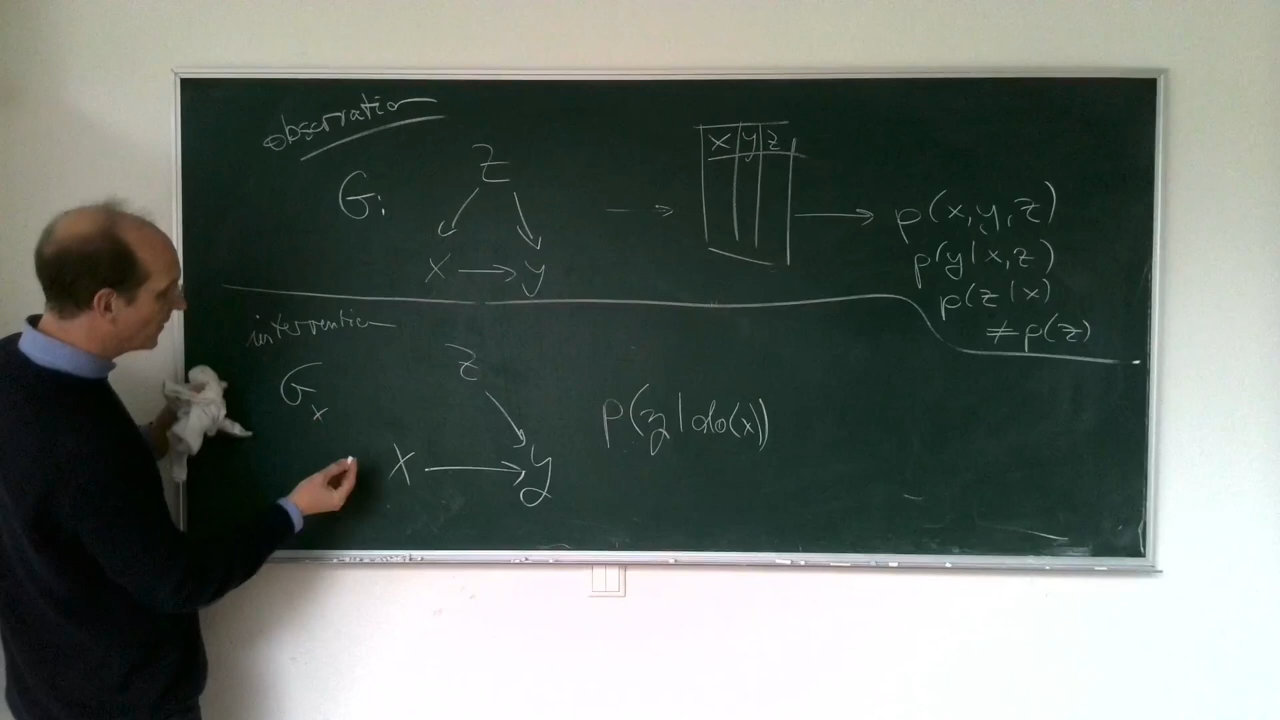 observation
G:
Z
X → y
x y z
→ p(x,y,z)
p(y|x,z)
p(z|x)
≠ p(z)
intervention
G_x
Z
X → y
P(y|do(x))